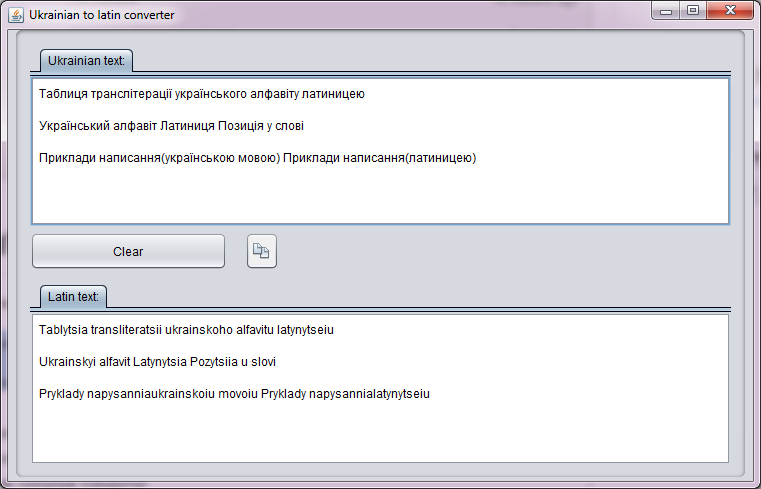 Ukrainian to latin converter
Ukrainian text:
Таблиця транслітерації українського алфавіту латиницею
Український алфавіт Латиниця Позиція у слові
Приклади написання(українською мовою) Приклади написання(латиницею)
Clear
Latin text:
Tablytsia transliteratsii ukrainskoho alfavitu latynytseiu
Ukrainskyi alfavit Latynytsia Pozytsiia u slovi
Pryklady napysanniaukrainskoiu movoiu Pryklady napysannialatynytseiu